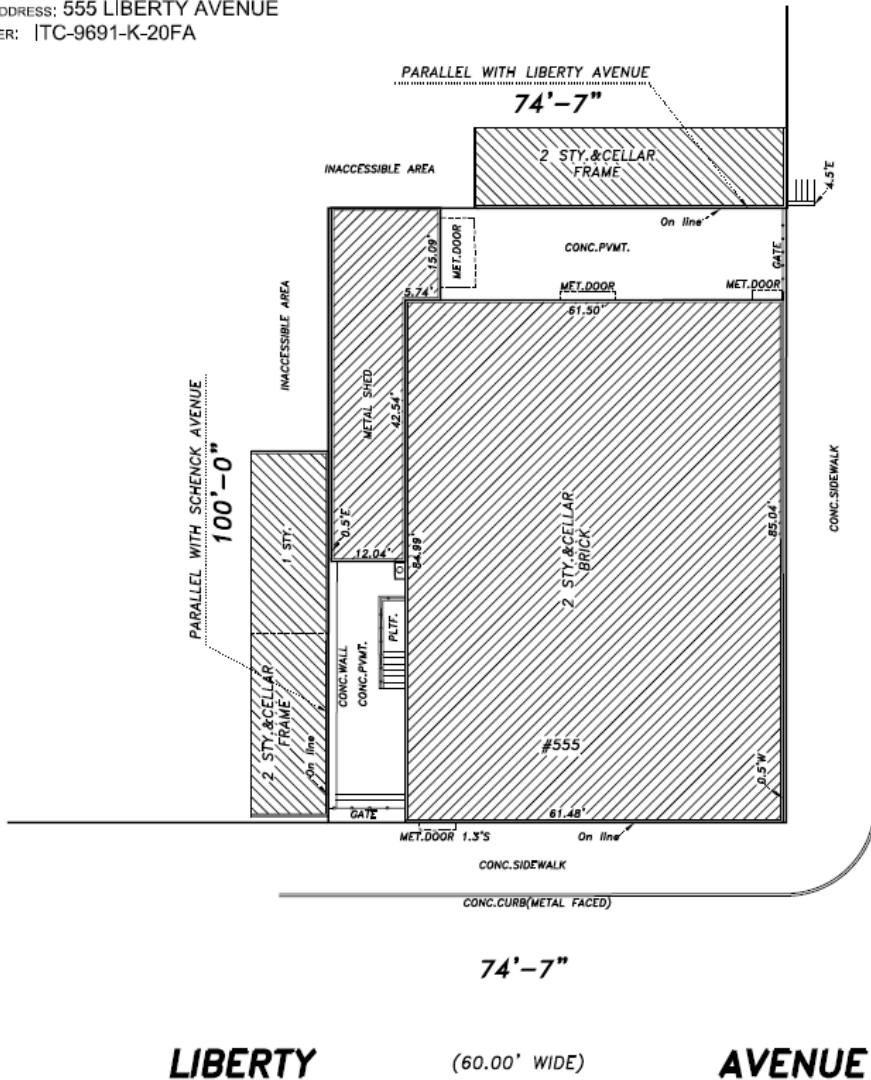 DDRESS: 555 LIBERTY AVENUE
ER: ITC-9691-K-20FA
PARALLEL WITH LIBERTY AVENUE
74'-7"
2 STY.&CELLAR
FRAME
INACCESSIBLE AREA
4.5'E
On line
CONC.PVMT.
GATE
15.09'
MET.DOOR
MET.DOOR
MET.DOOR
5.74'
61.50'
INACCESSIBLE AREA
METAL SHED
42.54'
PARALLEL WITH SCHENCK AVENUE
100'-0"
CONC.SIDEWALK
1 STY.
0.5'E
12.04'
84.99'
2 STY.&CELLAR
BRICK
85.04'
PLTF.
CONC.WALL
CONC.PVMT.
2 STY.&CELLAR
FRAME
On line
#555
0.5'W
GATE
61.48'
MET.DOOR 1.3'S
On line
CONC.SIDEWALK
CONC.CURB(METAL FACED)
74'-7"
LIBERTY (60.00' WIDE) AVENUE